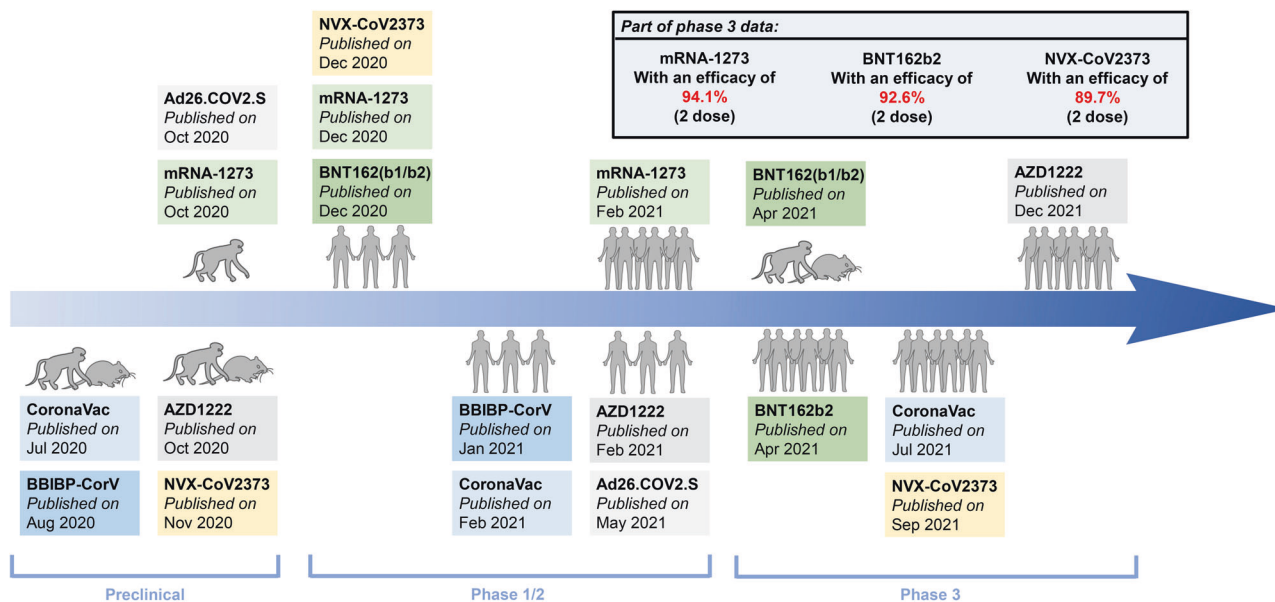 NVX-CoV2373
Published on
Dec 2020
Part of phase 3 data:
mRNA-1273
With an efficacy of
94.1%
(2 dose)
BNT162b2
With an efficacy of
92.6%
(2 dose)
NVX-CoV2373
With an efficacy of
89.7%
(2 dose)
Ad26.COV2.S
Published on
Oct 2020
mRNA-1273
Published on
Dec 2020
mRNA-1273
Published on
Oct 2020
BNT162(b1/b2)
Published on
Dec 2020
mRNA-1273
Published on
Feb 2021
BNT162(b1/b2)
Published on
Apr 2021
AZD1222
Published on
Dec 2021
CoronaVac
Published on
Jul 2020
AZD1222
Published on
Oct 2020
BBIBP-CorV
Published on
Jan 2021
AZD1222
Published on
Feb 2021
BNT162b2
Published on
Apr 2021
CoronaVac
Published on
Jul 2021
BBIBP-CorV
Published on
Aug 2020
NVX-CoV2373
Published on
Nov 2020
CoronaVac
Published on
Feb 2021
Ad26.COV2.S
Published on
May 2021
NVX-CoV2373
Published on
Sep 2021
Preclinical
Phase 1/2
Phase 3